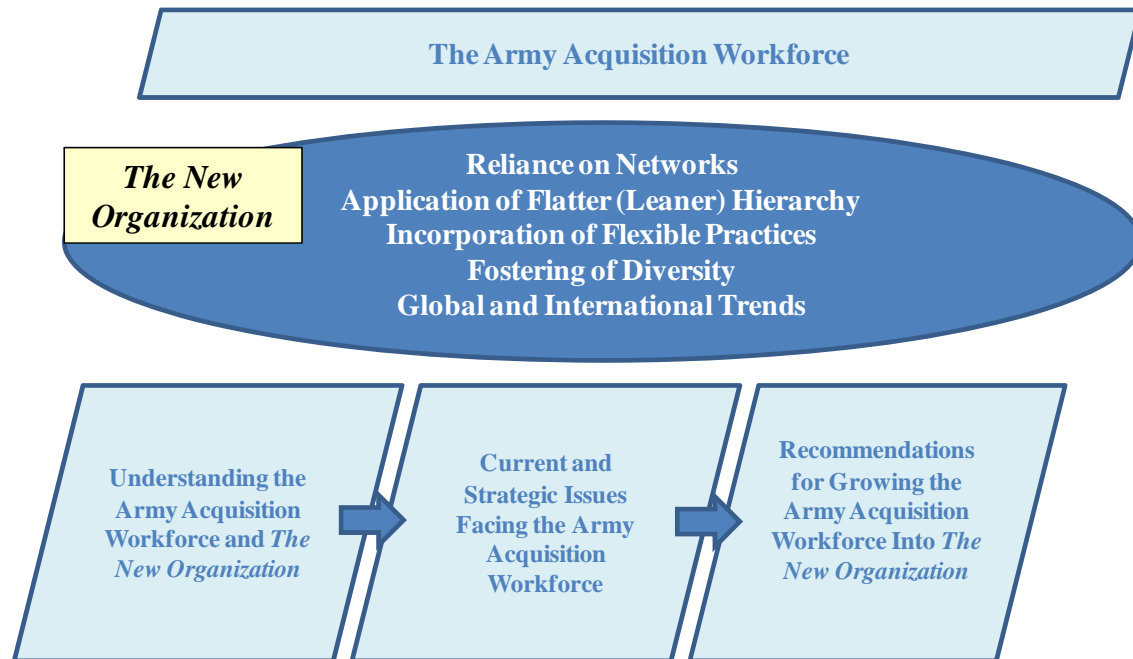 The Army Acquisition Workforce
The New
Organization
Reliance on Networks
Application of Flatter (Leaner) Hierarchy
Incorporation of Flexible Practices
Fostering of Diversity
Global and International Trends
Understanding the
Army Acquisition
Workforce and The
New Organization
Current and
Strategic Issues
Facing the Army
Acquisition
Workforce
Recommendations
for Growing the
Army Acquisition
Workforce Into The
New Organization